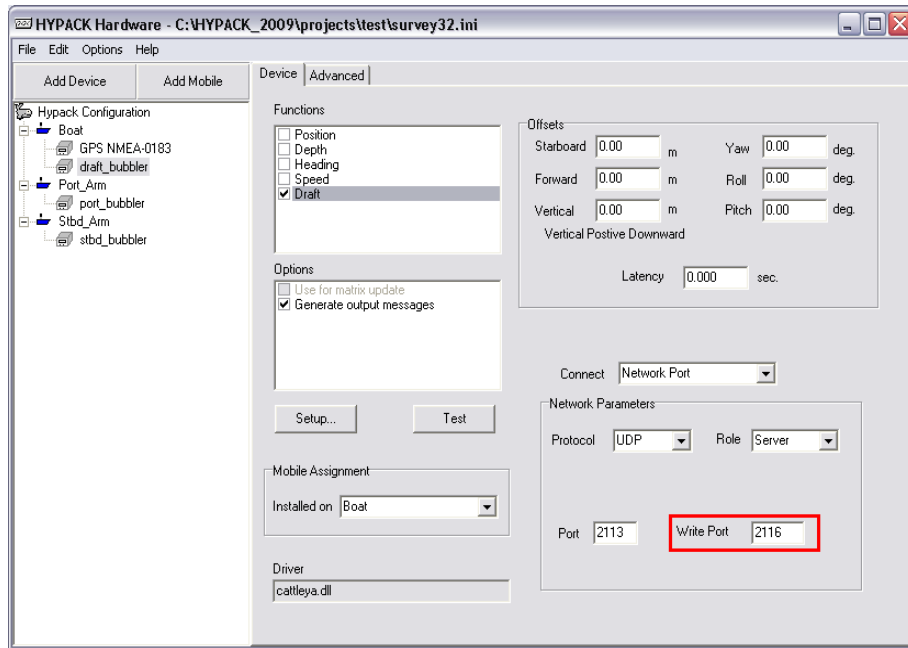 HYPACK Hardware - C:\HYPACK_2009\projects\test\survey32.ini
File Edit Options Help
Add Device Add Mobile
Hypack Configuration
Boat
GPS NMEA-0183
draft_bubbler
Port_Arm
port_bubbler
Stbd_Arm
stbd_bubbler
Device Advanced
Functions
Position
Depth
Heading
Speed
Draft
Options
Use for matrix update
Generate output messages
Setup... Test
Mobile Assignment
Installed on Boat
Driver
cattleya.dll
Offsets
Starboard 0.00 m Yaw 0.00 deg.
Forward 0.00 m Roll 0.00 deg.
Vertical 0.00 m Pitch 0.00 deg.
Vertical Postive Downward
Latency 0.000 sec.
Connect Network Port
Network Parameters
Protocol UDP Role Server
Port 2113 Write Port 2116